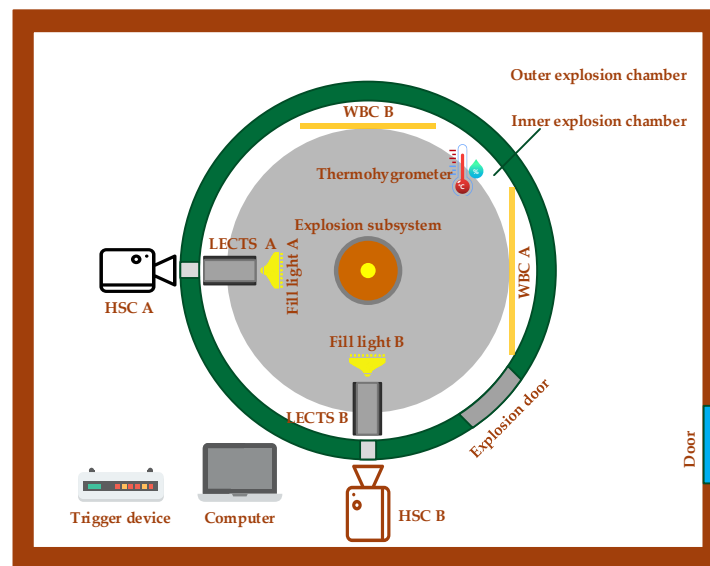 Outer explosion chamber
WBC B
Inner explosion chamber
Thermohygrometer
%
°C
Explosion subsystem
LECTS A
Fill light A
WBC A
HSC A
Fill light B
LECTS B
Explosion door
Door
Trigger device
Computer
HSC B